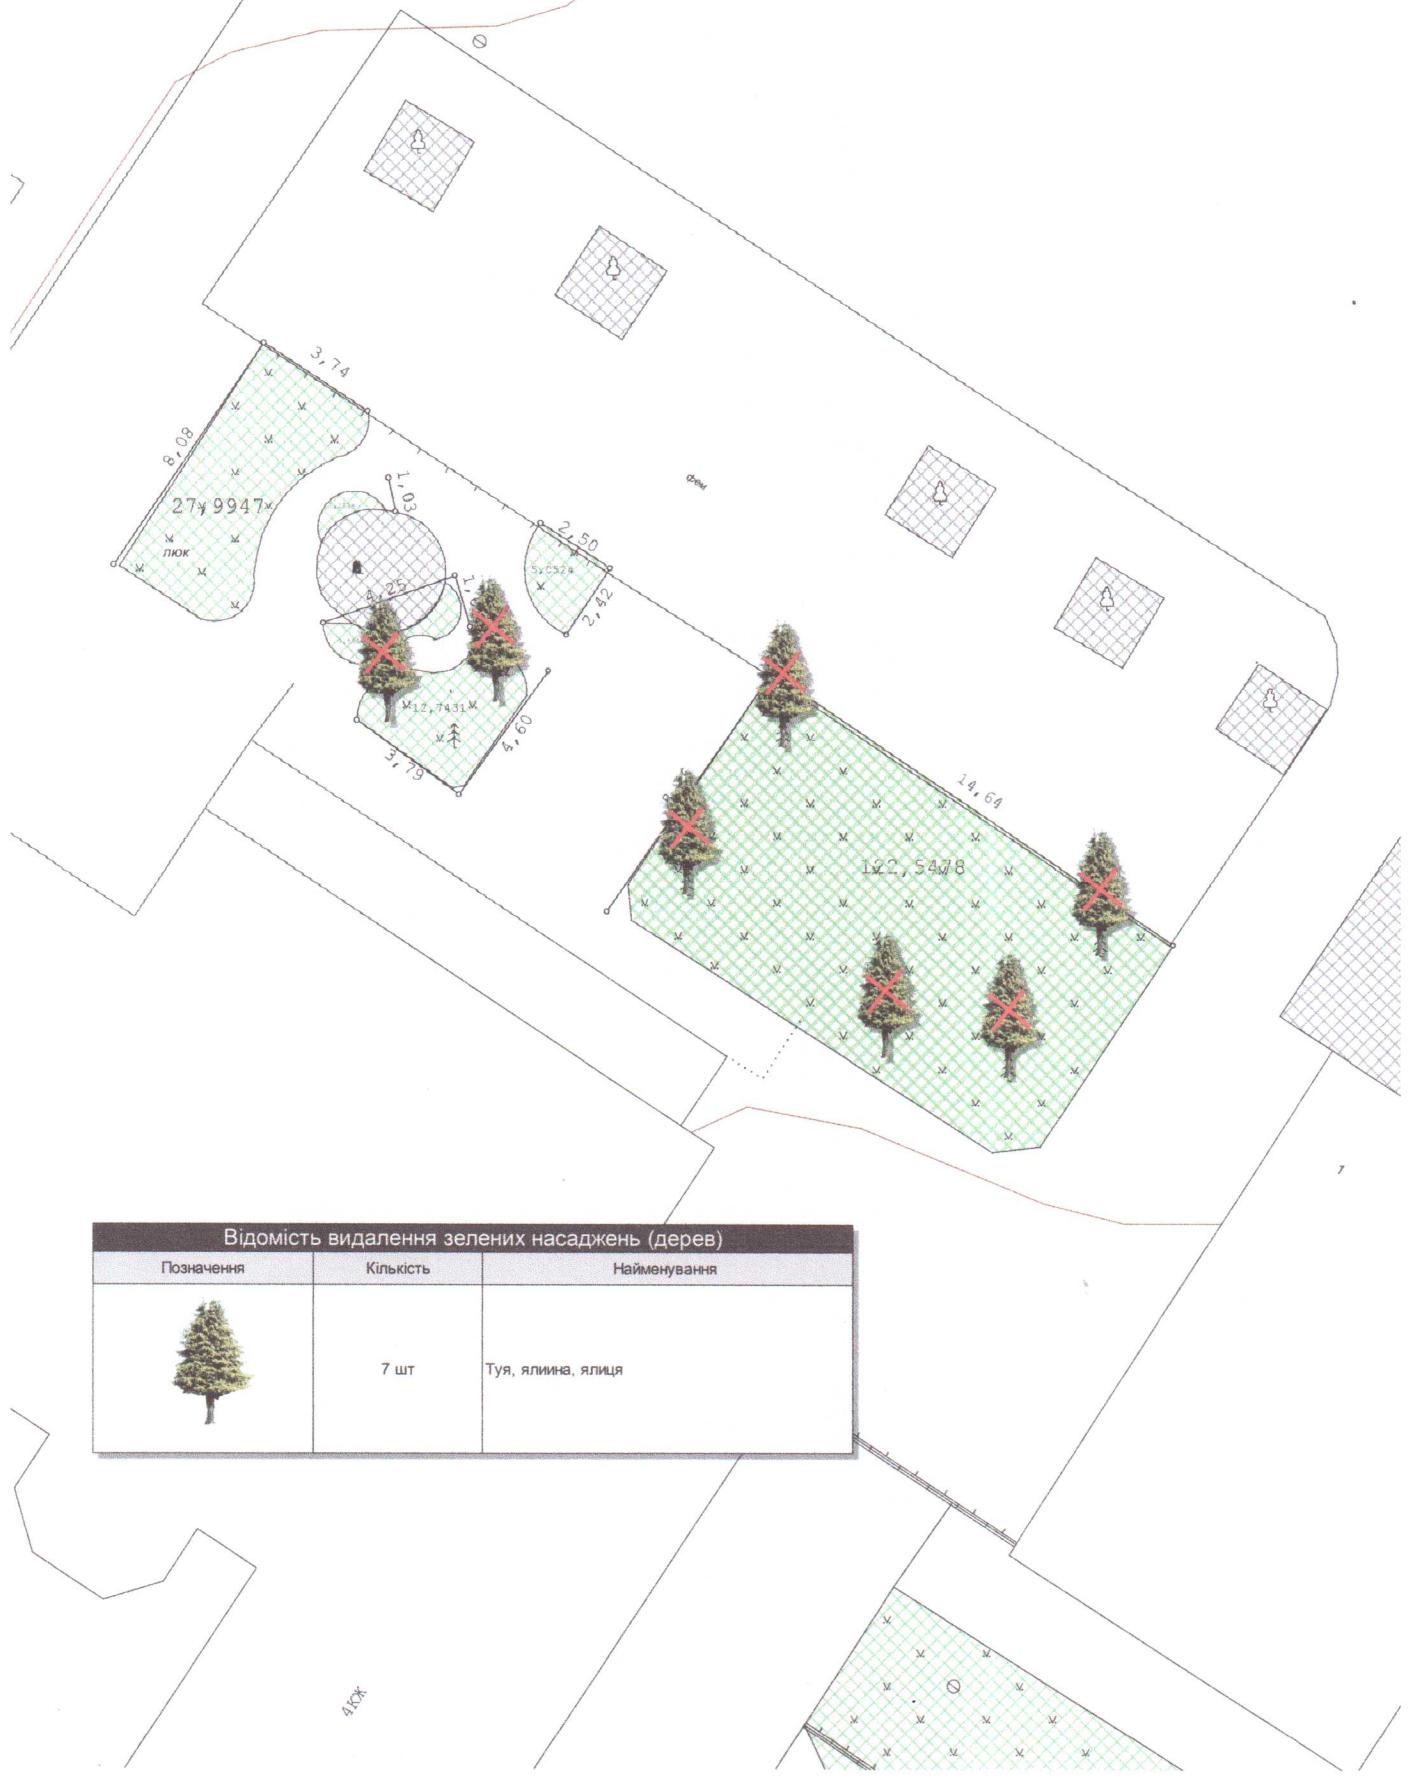 3,74
8,08
27,9947
люк
1,03
4,25
2,50
5,0524
2,42
фем
12,7431
4,60
3,79
14,64
122,5478
1
Відомість видалення зелених насаджень (дерев)
Позначення Кількість Найменування
7 шт Туя, ялиина, ялиця
4КЖ